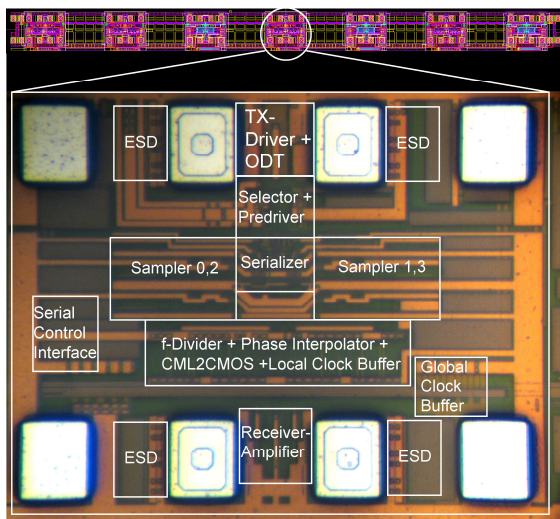 ESD
TX-
Driver +
ODT
ESD
Selector +
Predriver
Sampler 0,2
Serializer
Sampler 1,3
Serial
Control
Interface
f-Divider + Phase Interpolator +
CML2CMOS +Local Clock Buffer
Global
Clock
Buffer
ESD
Receiver-
Amplifier
ESD